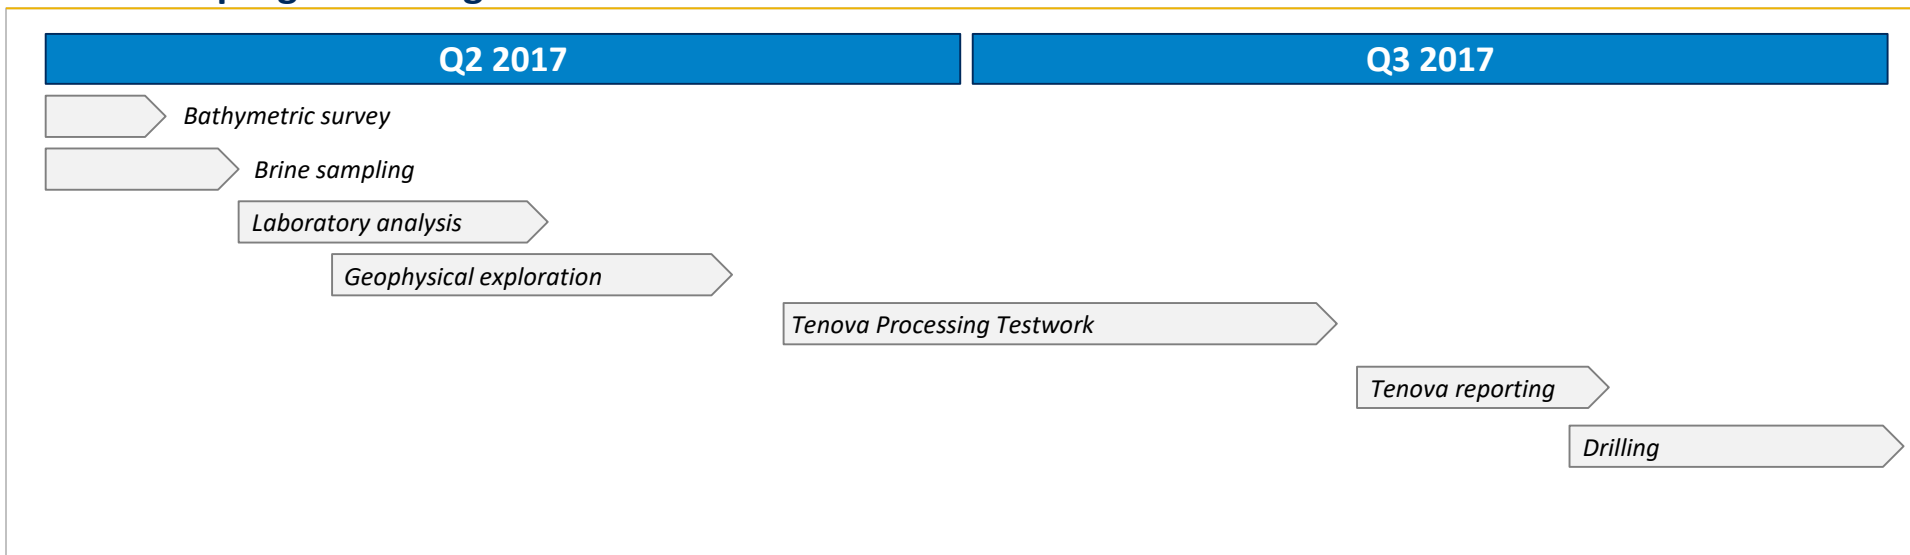 Q2 2017
Q3 2017
Bathymetric survey
Brine sampling
Laboratory analysis
Geophysical exploration
Tenova Processing Testwork
Tenova reporting
Drilling